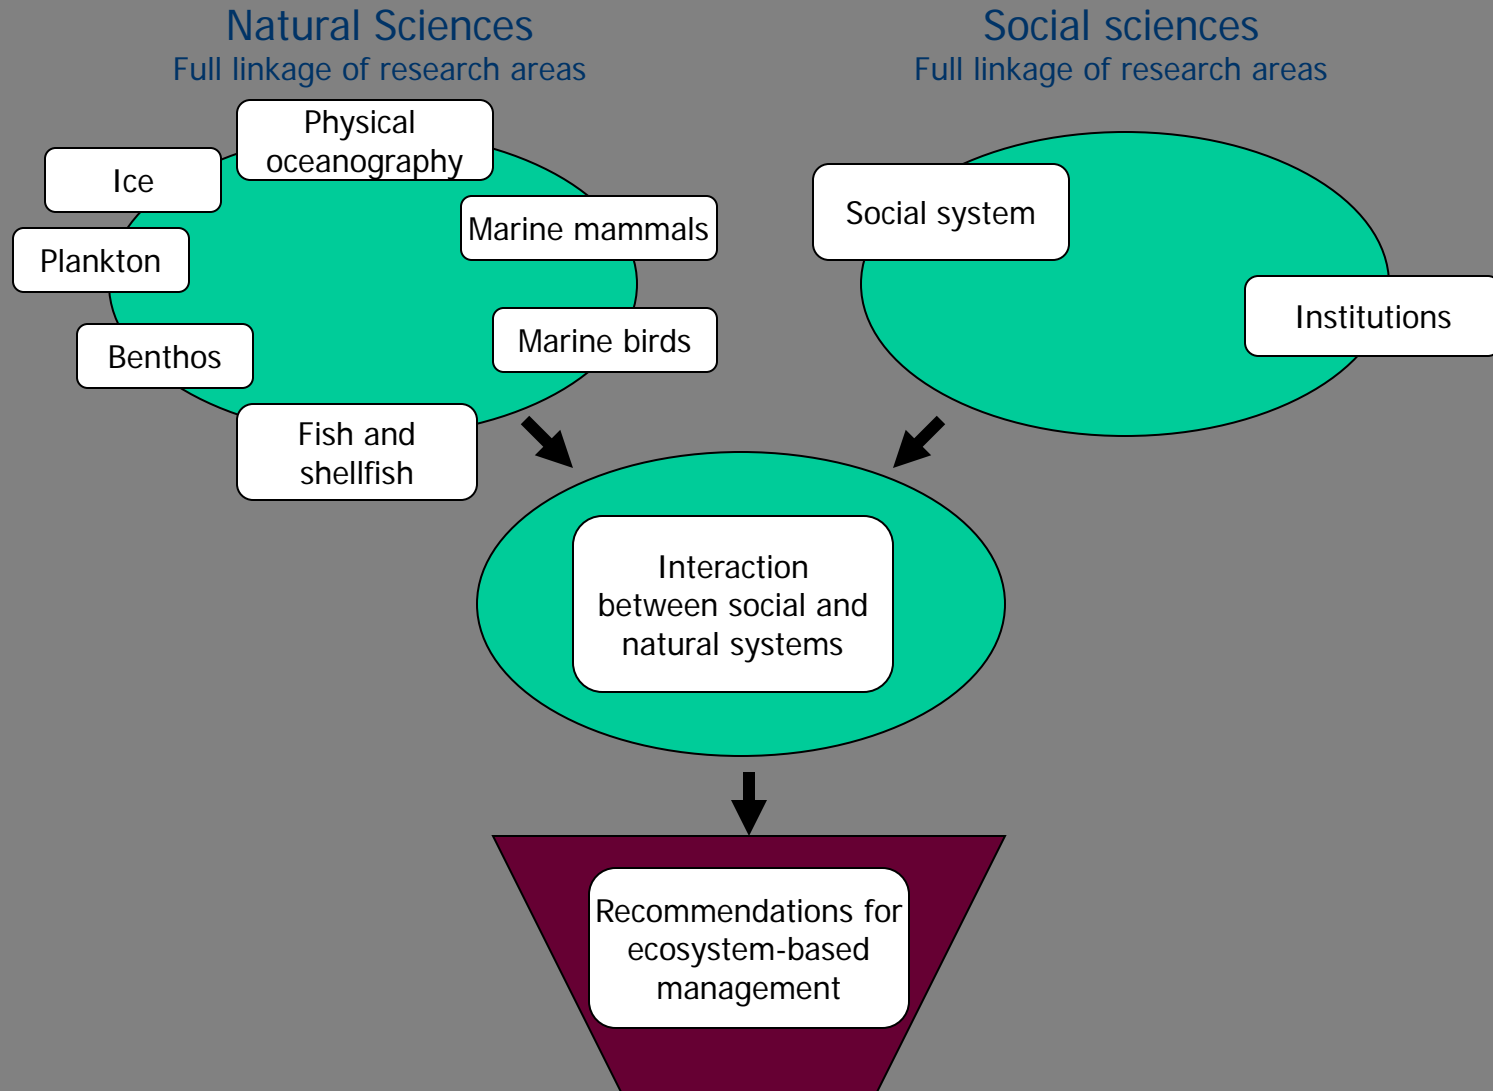 Natural Sciences
Full linkage of research areas
Social sciences
Full linkage of research areas
Physical
oceanography
Ice
Marine mammals
Plankton
Marine birds
Benthos
Fish and
shellfish
Social system
Institutions
Interaction
between social and
natural systems
Recommendations for
ecosystem-based
management